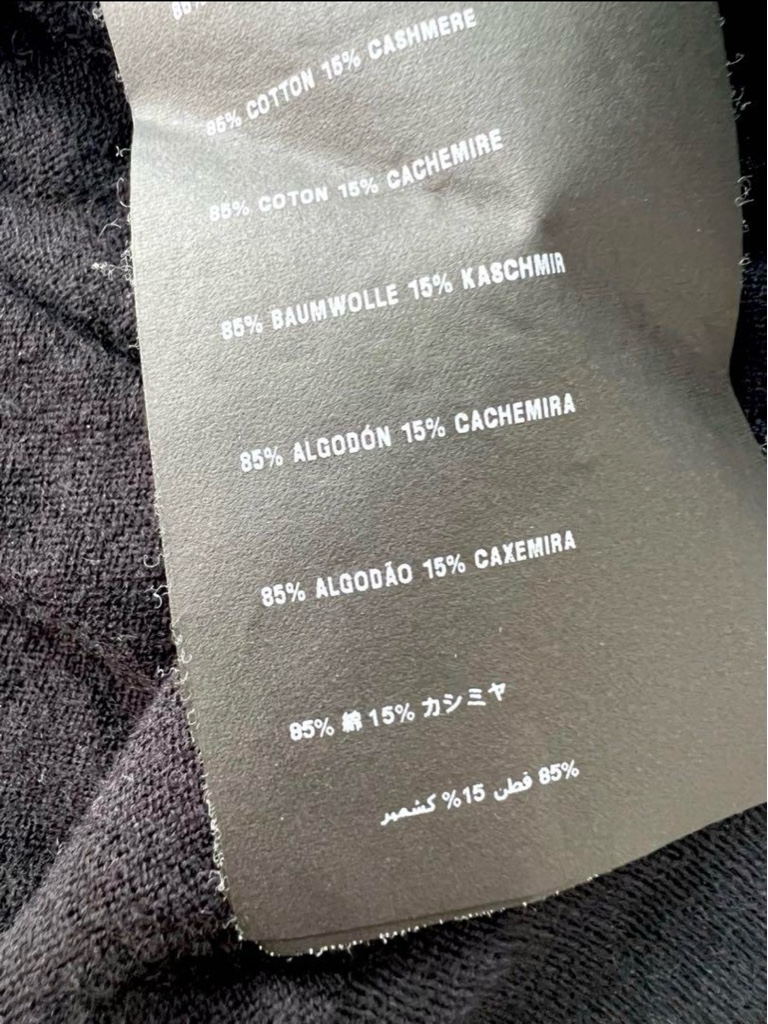 85% COTTON 15% CASHMERE
85% COTON 15% CACHEMIRE
85% BAUMWOLLE 15% KASCHMIR
85% ALGODÓN 15% CACHEMIRA
85% ALGODÃO 15% CAXEMIRA
85% 綿 15% カシミヤ
85% قطن 15% كشمير